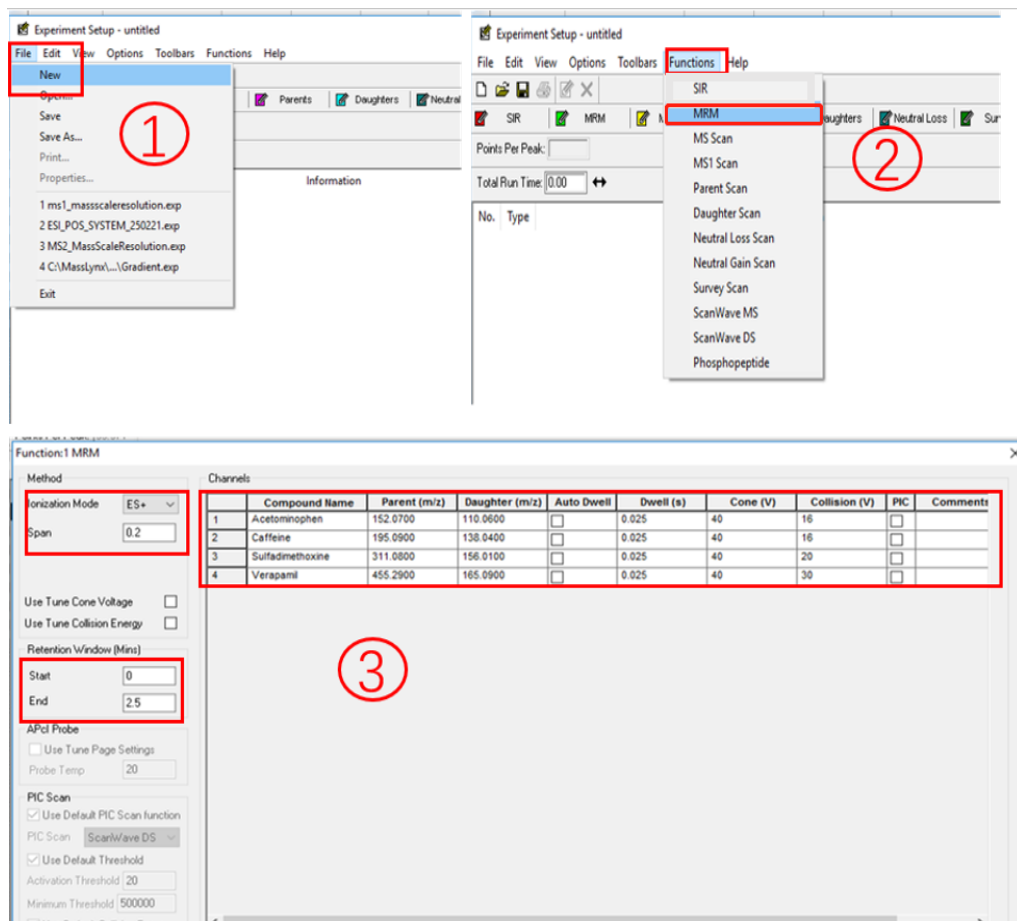 Experiment Setup - untitled
File Edit View Options Toolbars Functions Help
New
Open...
Save
Save As...
Print...
Properties...
1 ms1_massscaleresolution.exp
2 ESI_POS_SYSTEM_250221.exp
3 MS2_MassScaleResolution.exp
4 C:\MassLynx\...\Gradient.exp
Exit
Parents Daughters Neutral
Information
①
Experiment Setup - untitled
File Edit View Options Toolbars Functions Help
SIR MRM M aughters Neutral Loss Sur
Points Per Peak:
Total Run Time: 0.00
No. Type
SIR
MRM
MS Scan
MS1 Scan
Parent Scan
Daughter Scan
Neutral Loss Scan
Neutral Gain Scan
Survey Scan
ScanWave MS
ScanWave DS
Phosphopeptide
②
Function:1 MRM
Method
Ionization Mode ES+
Span 0.2
Use Tune Cone Voltage
Use Tune Collision Energy
Retention Window (Mins)
Start 0
End 2.5
APcI Probe
Use Tune Page Settings
Probe Temp 20
PIC Scan
Use Default PIC Scan function
PIC Scan ScanWave DS
Use Default Threshold
Activation Threshold 20
Minimum Threshold 500000
Channels
Compound Name Parent (m/z) Daughter (m/z) Auto Dwell Dwell (s) Cone (V) Collision (V) PIC Comments
1 Acetominophen 152.0700 110.0600 0.025 40 16
2 Caffeine 195.0900 138.0400 0.025 40 16
3 Sulfadimethoxine 311.0800 156.0100 0.025 40 20
4 Verapamil 455.2900 165.0900 0.025 40 30
③